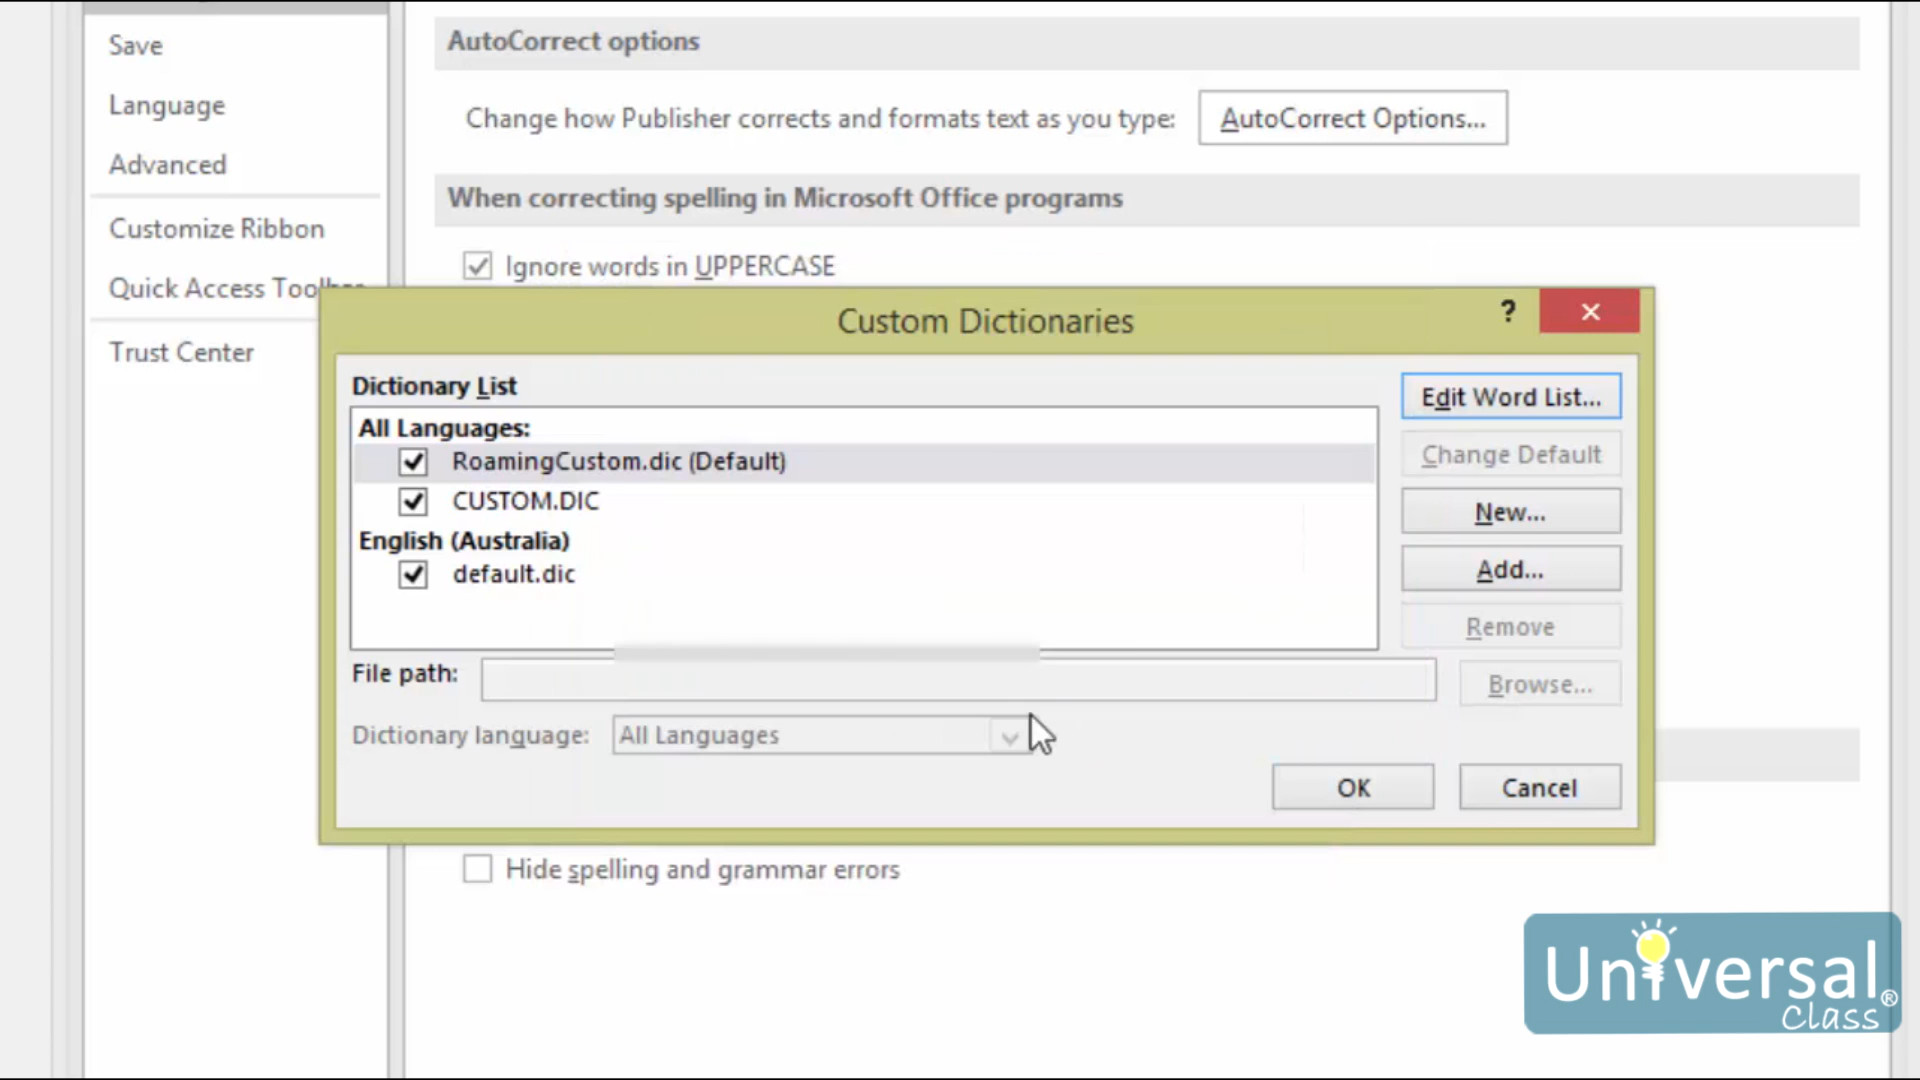 Save
Language
Advanced
Customize Ribbon
Quick Access Toolbar
Trust Center
AutoCorrect options
Change how Publisher corrects and formats text as you type:
AutoCorrect Options...
When correcting spelling in Microsoft Office programs
Ignore words in UPPERCASE
Custom Dictionaries
?
Dictionary List
All Languages:
RoamingCustom.dic (Default)
CUSTOM.DIC
English (Australia)
default.dic
Edit Word List...
Change Default
New...
Add...
Remove
File path:
Browse...
Dictionary language:
All Languages
OK
Cancel
Hide spelling and grammar errors
Universal®
Class